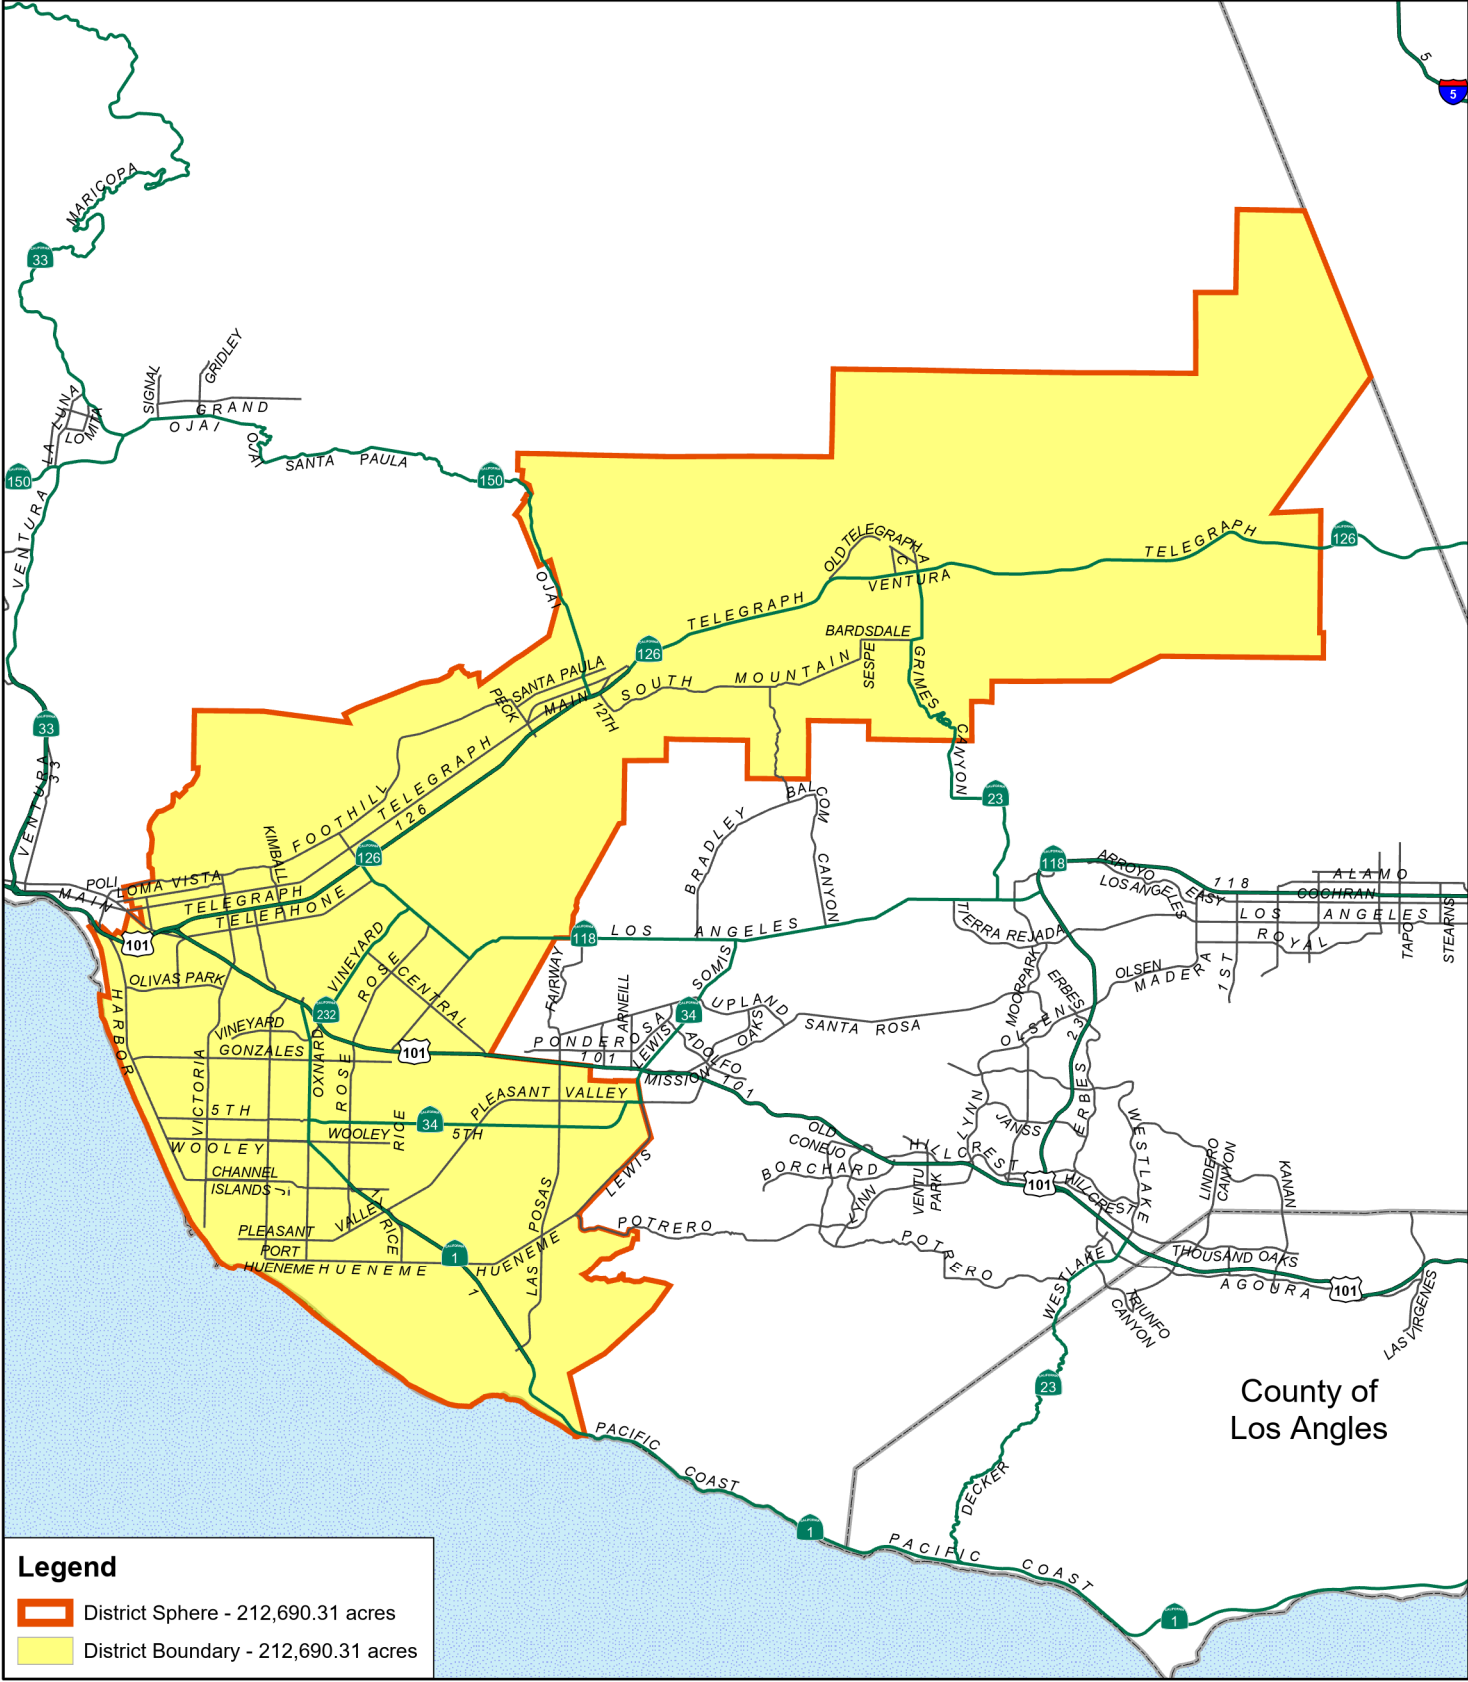 5
5
MARICOPA
33
GRIDLEY
SIGNAL
GRAND
OJAI
LA LUNA
LOMITA
OJAI
SANTA PAULA
150
150
VENTURA
OLD TELEGRAPH
A
C
TELEGRAPH
126
VENTURA
OJAI
TELEGRAPH
BARDSDALE
126
SESPE
GRIMES
CANYON
SOUTH MOUNTAIN
SANTA PAULA
PECK
MAIN
12TH
33
VENTURA
33
TELEGRAPH
126
FOOTHILL
KIMBALL
126
BALCOM
CANYON
BRADLEY
23
118
ARROYO
LOS ANGELES
EAST
118
ALAMO
COCHRAN
LOS ANGELES
ROYAL
TAPO
STEARNS
POLI
MAIN
LOMA VISTA
TELEGRAPH
TELEPHONE
101
118
LOS ANGELES
TIERRA REJADA
VINEYARD
ROSE
CENTRAL
FAIRWAY
SOMIS
MOORPARK
ERBES
OLSEN
MADERA
1ST
OLIVAS PARK
HARBOR
232
ARNEILL
34
UPLAND
OAKS
SANTA ROSA
OLSEN
23
VINEYARD
GONZALES
101
PONDEROSA
101
LEWIS
ADOLFO
MISSION
101
VICTORIA
OXNARD
ROSE
RICE
PLEASANT VALLEY
5TH
34
5TH
WOOLEY
WOOLEY
CHANNEL
ISLANDS
LEWIS
OLD
CONEJO
BORCHARD
HILLCREST
LYNN
JANSS
ERBES
WESTLAKE
LINDERO
CANYON
KANAN
VENTU
PARK
101
HILLCREST
LYNN
PLEASANT
VALLEY
RICE
LAS POSAS
POTRERO
POTRERO
PORT
HUENEME
HUENEME
1
HUENEME
1
WESTLAKE
THOUSAND OAKS
AGOURA
101
TRIUNFO
CANYON
LAS VIRGENES
23
County of
Los Angles
PACIFIC
COAST
DECKER
1
PACIFIC
COAST
1
Legend
District Sphere - 212,690.31 acres
District Boundary - 212,690.31 acres